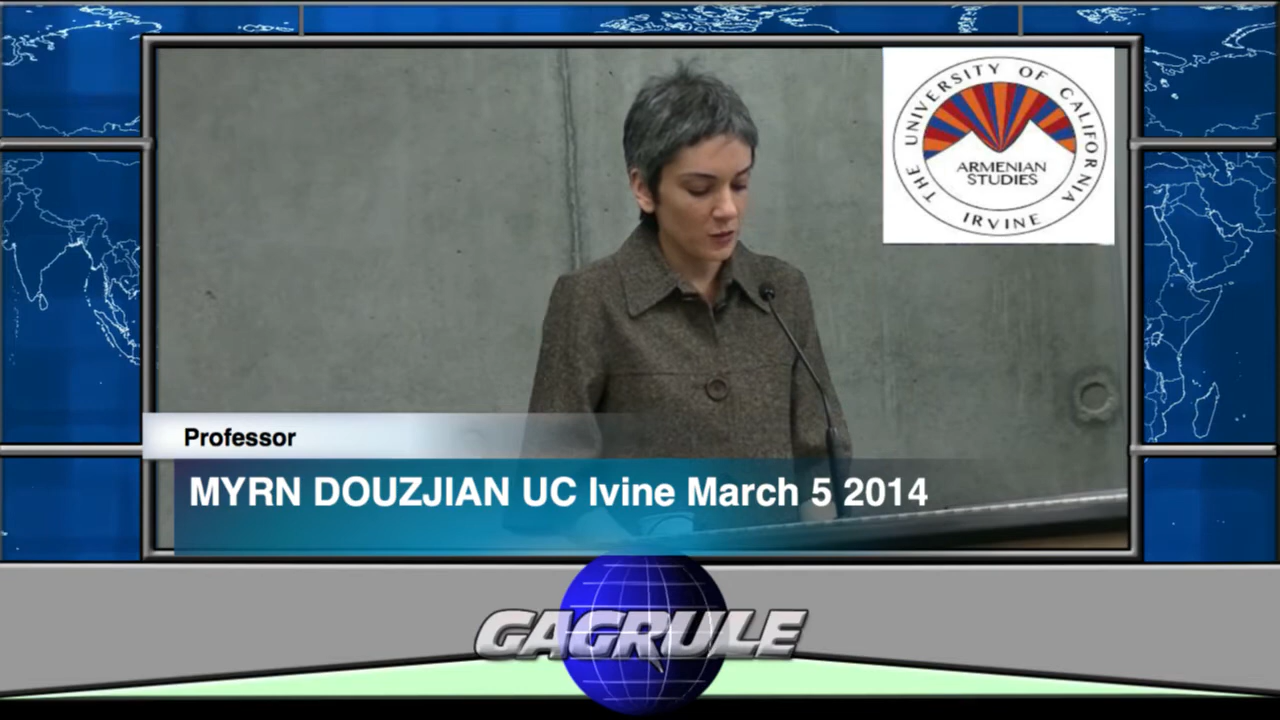 THE UNIVERSITY OF CALIFORNIA
ARMENIAN
STUDIES
IRVINE
Professor
MYRN DOUZJIAN UC Ivine March 5 2014
GAGRULE